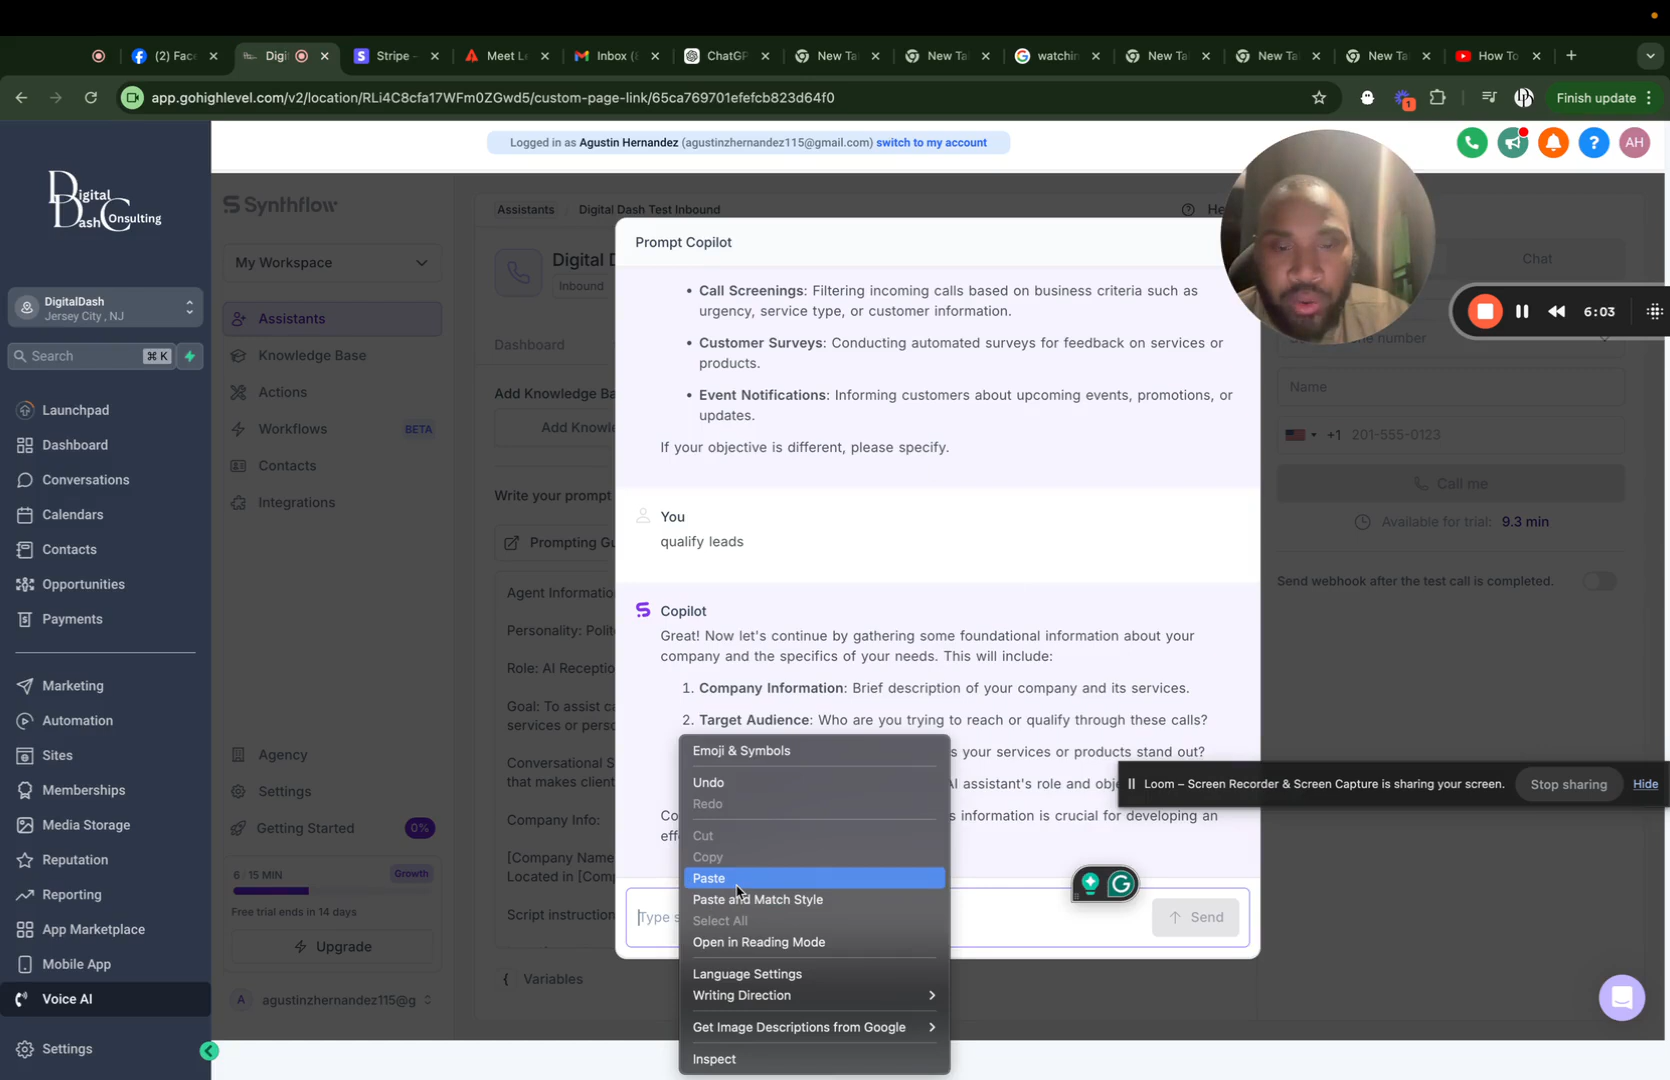 (2) Fac
Digi
Stripe -
Meet Le
Inbox (8
ChatGP
New Ta
New Ta
watchin
New Ta
New Ta
New Ta
How To
app.gohighlevel.com/v2/location/RLi4C8cfa17WFm0ZGwd5/custom-page-link/65ca769701efefcb823d64f0
1
Finish update
Logged in as Agustin Hernandez (agustinzhernandez115@gmail.com) switch to my account
AH
Digital
Dash Consulting
DigitalDash
Jersey City , NJ
Search
⌘ K
Launchpad
Dashboard
Conversations
Calendars
Contacts
Opportunities
Payments
Marketing
Automation
Sites
Memberships
Media Storage
Reputation
Reporting
App Marketplace
Mobile App
Voice AI
Settings
Synthflow
My Workspace
Assistants
Knowledge Base
Actions
Workflows
BETA
Contacts
Integrations
Agency
Settings
Getting Started
0%
6 / 15 MIN
Growth
Free trial ends in 14 days
Upgrade
A
agustinzhernandez115@g
Assistants
Digital Dash Test Inbound
He
Digital D
Inbound
Dashboard
Add Knowledge Ba
Add Knowle
Write your prompt
Prompting Gu
Agent Informatio
Personality: Polit
Role: AI Recepti
Goal: To assist ca
services or perso
Conversational S
that makes client
Company Info:
[Company Name
Located in [Comp
Script instruction
{ Variables
Prompt Copilot
• Call Screenings: Filtering incoming calls based on business criteria such as
urgency, service type, or customer information.
• Customer Surveys: Conducting automated surveys for feedback on services or
products.
• Event Notifications: Informing customers about upcoming events, promotions, or
updates.
If your objective is different, please specify.
You
qualify leads
Copilot
Great! Now let's continue by gathering some foundational information about your
company and the specifics of your needs. This will include:
1. Company Information: Brief description of your company and its services.
2. Target Audience: Who are you trying to reach or qualify through these calls?
s your services or products stand out?
AI assistant's role and obje
Co
s information is crucial for developing an
effe
Type s
Send
Emoji & Symbols
Undo
Redo
Cut
Copy
Paste
Paste and Match Style
Select All
Open in Reading Mode
Language Settings
Writing Direction
Get Image Descriptions from Google
Inspect
Chat
6:03
ne number
Name
+1 201-555-0123
Call me
Available for trial: 9.3 min
Send webhook after the test call is completed.
Loom – Screen Recorder & Screen Capture is sharing your screen.
Stop sharing
Hide